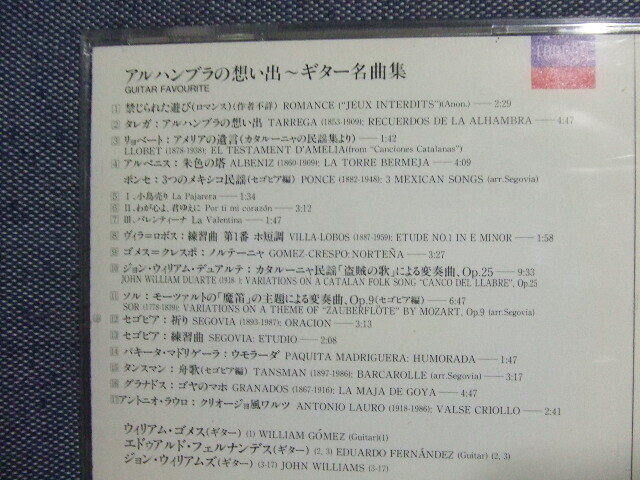 アルハンブラの想い出～ギター名曲集
GUITAR FAVOURITE
1 禁じられた遊び(ロマンス)(作者不詳) ROMANCE ("JEUX INTERDITS")(Anon.) ―― 2:29
2 タレガ：アルハンブラの想い出 TARREGA (1853-1909); RECUERDOS DE LA ALHAMBRA ―― 4:47
3 リョベート：アメリアの遺言(カタルーニャの民謡集より) ―― 1:42
LLOBET (1878-1938); EL TESTAMENT D'AMELIA(from "Canciones Catalanas")
4 アルベニス：朱色の塔 ALBENIZ (1860-1909); LA TORRE BERMEJA ―― 4:09
ポンセ：3つのメキシコ民謡(セゴビア編) PONCE (1882-1948); 3 MEXICAN SONGS (arr.Segovia)
5 I. 小鳥売り La Pajarera ―― 1:34
6 II. わが心よ、君ゆえに Por ti mi corazón ―― 3:12
7 III. バレンティーナ La Valentina ―― 1:47
8 ヴィラ＝ロボス：練習曲 第1番 ホ短調 VILLA-LOBOS (1887-1959); ETUDE NO.1 IN E MINOR ―― 1:58
9 ゴメス＝クレスポ：ノルテーニャ GOMEZ-CRESPO: NORTEÑA ―― 3:27
10 ジョン・ウィリアム・デュアルテ：カタルーニャ民謡「盗賊の歌」による変奏曲、Op.25 ―― 9:33
JOHN WILLIAM DUARTE (1918-); VARIATIONS ON A CATALAN FOLK SONG "CANCO DEL LLABRE", Op.25
11 ソル：モーツァルトの「魔笛」の主題による変奏曲、Op.9(セゴビア編) ―― 6:47
SOR (1778-1839); VARIATIONS ON A THEME OF "ZAUBERFLÖTE" BY MOZART, Op.9 (arr.Segovia)
12 セゴビア：祈り SEGOVIA (1893-1987); ORACION ―― 3:13
13 セゴビア：練習曲 SEGOVIA; ETUDIO ―― 2:08
14 パキータ・マドリゲーラ：ウモラーダ PAQUITA MADRIGUERA; HUMORADA ―― 1:47
15 タンスマン：舟歌(セゴビア編) TANSMAN (1897-1986); BARCAROLLE (arr.Segovia) ―― 3:17
16 グラナドス：ゴヤのマホ GRANADOS (1867-1916); LA MAJA DE GOYA ―― 4:47
17 アントニオ・ラウロ：クリオージョ風ワルツ ANTONIO LAURO (1918-1986); VALSE CRIOLLO ―― 2:41
ウィリアム・ゴメス(ギター) (1) WILLIAM GÓMEZ (Guitar)(1)
エドゥアルド・フェルナンデス(ギター) (2, 3) EDUARDO FERNÁNDEZ (Guitar) (2, 3)
ジョン・ウィリアムズ(ギター) (3-17) JOHN WILLIAMS (3-17)